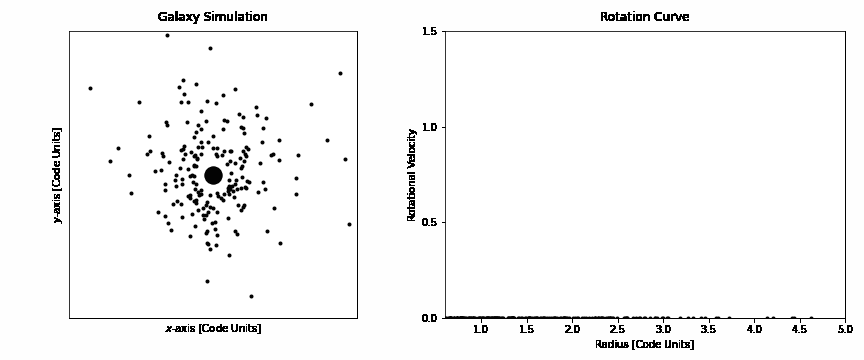 Galaxy Simulation
y-axis [Code Units]
x-axis [Code Units]
Rotation Curve
Rotational Velocity
1.5
1.0
0.5
0.0
1.0 1.5 2.0 2.5 3.0 3.5 4.0 4.5 5.0
Radius [Code Units]